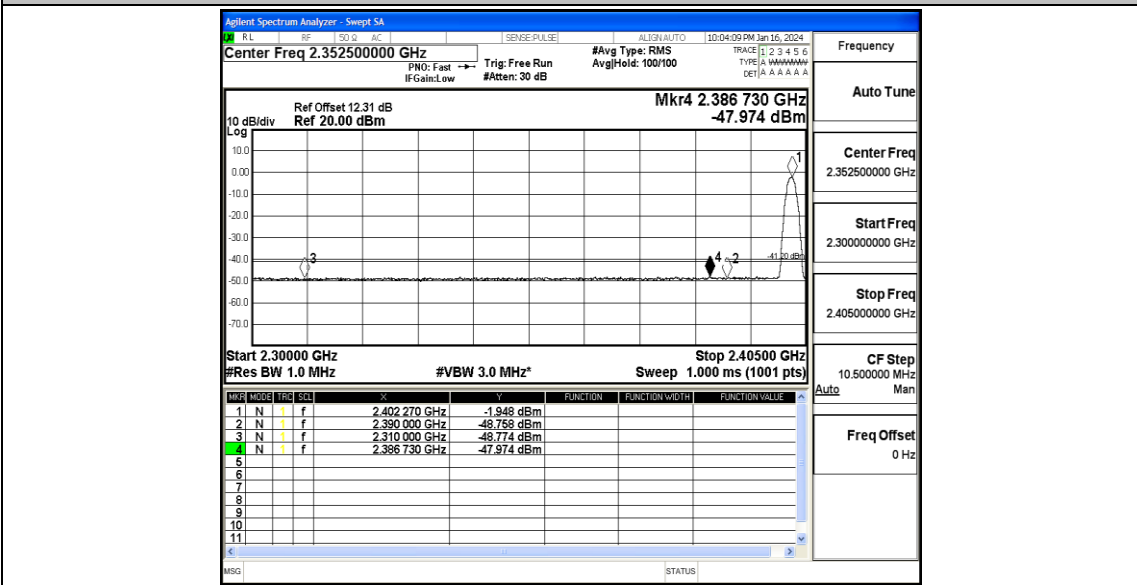 Agilent Spectrum Analyzer - Swept SA
RL RF 50 Ω AC SENSE:PULSE ALIGN AUTO 10:04:09 PM Jan 16, 2024
Center Freq 2.352500000 GHz
PNO: Fast
IFGain:Low
Trig: Free Run
#Atten: 30 dB
#Avg Type: RMS
Avg|Hold: 100/100
TRACE 1 2 3 4 5 6
TYPE A WWWWW
DET A A A A A A
Mkr4 2.386 730 GHz
-47.974 dBm
Ref Offset 12.31 dB
10 dB/div Ref 20.00 dBm
Log
10.0
0.00
-10.0
-20.0
-30.0
-40.0
-50.0
-60.0
-70.0
1
3
4
2
-41.20 dBm
Start 2.30000 GHz Stop 2.40500 GHz
#Res BW 1.0 MHz #VBW 3.0 MHz* Sweep 1.000 ms (1001 pts)
MKR MODE TRC SCL X Y FUNCTION FUNCTION WIDTH FUNCTION VALUE
1 N 1 f 2.402 270 GHz -1.948 dBm
2 N 1 f 2.390 000 GHz -48.758 dBm
3 N 1 f 2.310 000 GHz -48.774 dBm
4 N 1 f 2.386 730 GHz -47.974 dBm
5
6
7
8
9
10
11
MSG STATUS
Frequency
Auto Tune
Center Freq
2.352500000 GHz
Start Freq
2.300000000 GHz
Stop Freq
2.405000000 GHz
CF Step
10.500000 MHz
Auto Man
Freq Offset
0 Hz